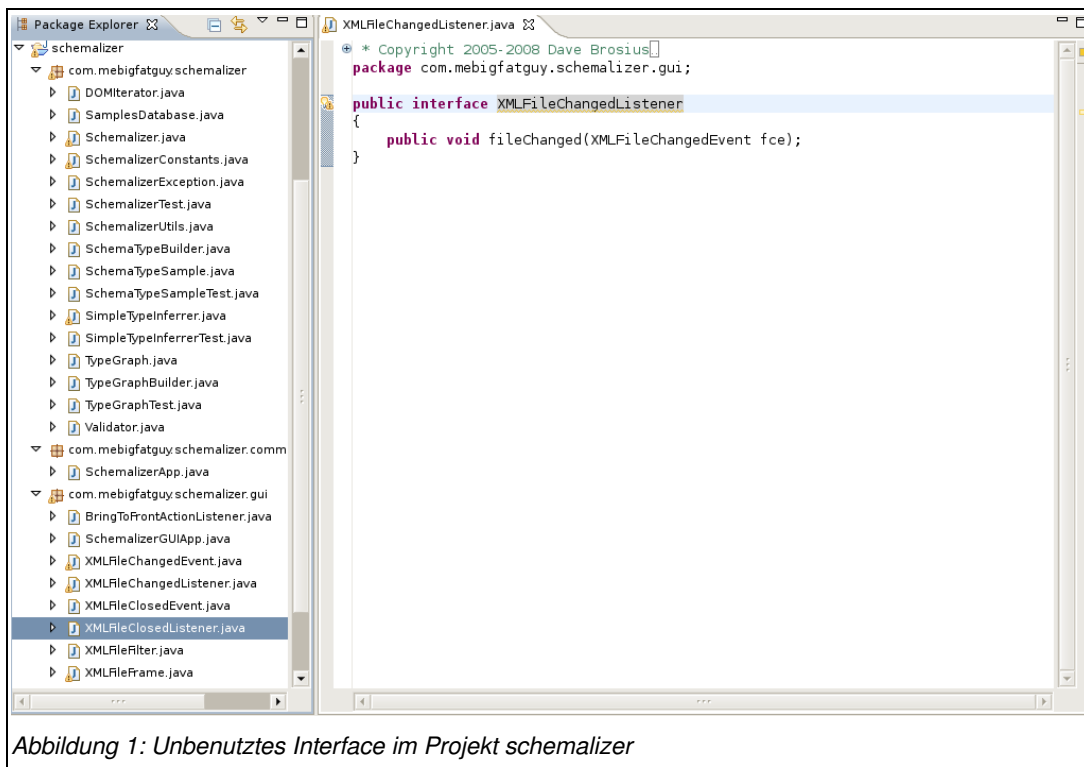 Package Explorer
schemalizer
com.mebigfatguy.schemalizer
DOMIterator.java
SamplesDatabase.java
Schemalizer.java
SchemalizerConstants.java
SchemalizerException.java
SchemalizerTest.java
SchemalizerUtils.java
SchemaTypeBuilder.java
SchemaTypeSample.java
SchemaTypeSampleTest.java
SimpleTypeInferrer.java
SimpleTypeInferrerTest.java
TypeGraph.java
TypeGraphBuilder.java
TypeGraphTest.java
Validator.java
com.mebigfatguy.schemalizer.comm
SchemalizerApp.java
com.mebigfatguy.schemalizer.gui
BringToFrontActionListener.java
SchemalizerGUIApp.java
XMLFileChangedEvent.java
XMLFileChangedListener.java
XMLFileClosedEvent.java
XMLFileClosedListener.java
XMLFileFilter.java
XMLFileFrame.java
XMLFileChangedListener.java
* Copyright 2005-2008 Dave Brosius
package com.mebigfatguy.schemalizer.gui;
public interface XMLFileChangedListener
{
public void fileChanged(XMLFileChangedEvent fce);
}
Abbildung 1: Unbenutztes Interface im Projekt schemalizer